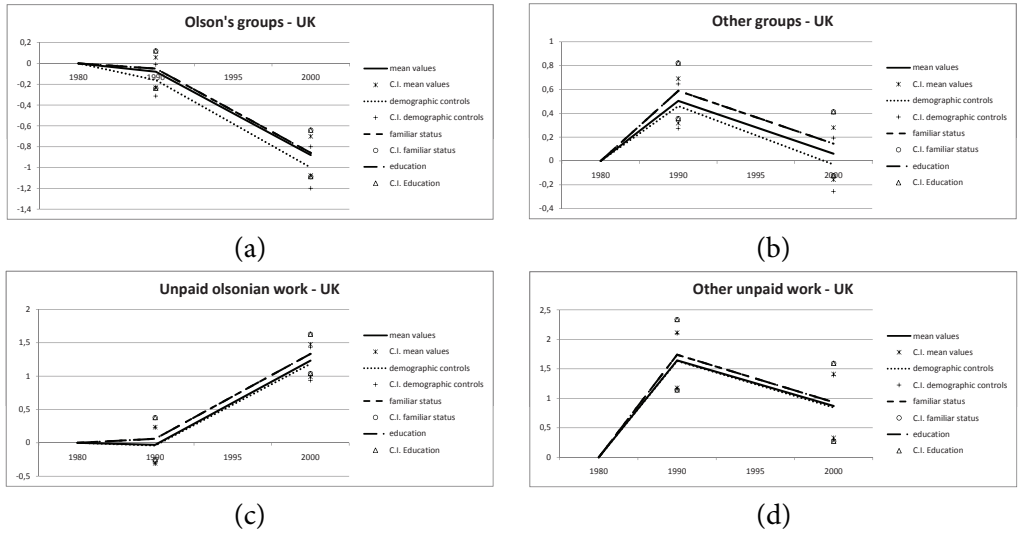 Olson's groups - UK
0,2
0
-0,2
-0,4
-0,6
-0,8
-1
-1,2
-1,4
1980
1990
1995
2000
mean values
C.I. mean values
demographic controls
C.I. demographic controls
familiar status
C.I. familiar status
education
C.I. Education
(a)
Other groups - UK
1
0,8
0,6
0,4
0,2
0
-0,2
-0,4
1980
1990
1995
2000
mean values
C.I. mean values
demographic controls
C.I. demographic controls
familiar status
C.I. familiar status
education
C.I. Education
(b)
Unpaid olsonian work - UK
2
1,5
1
0,5
0
-0,5
1980
1990
1995
2000
mean values
C.I. mean values
demographic controls
C.I. demographic controls
familiar status
C.I. familiar status
education
C.I. Education
(c)
Other unpaid work - UK
2,5
2
1,5
1
0,5
0
1980
1990
1995
2000
mean values
C.I. mean values
demographic controls
C.I. demographic controls
familiar status
C.I. familiar status
education
C.I. Education
(d)